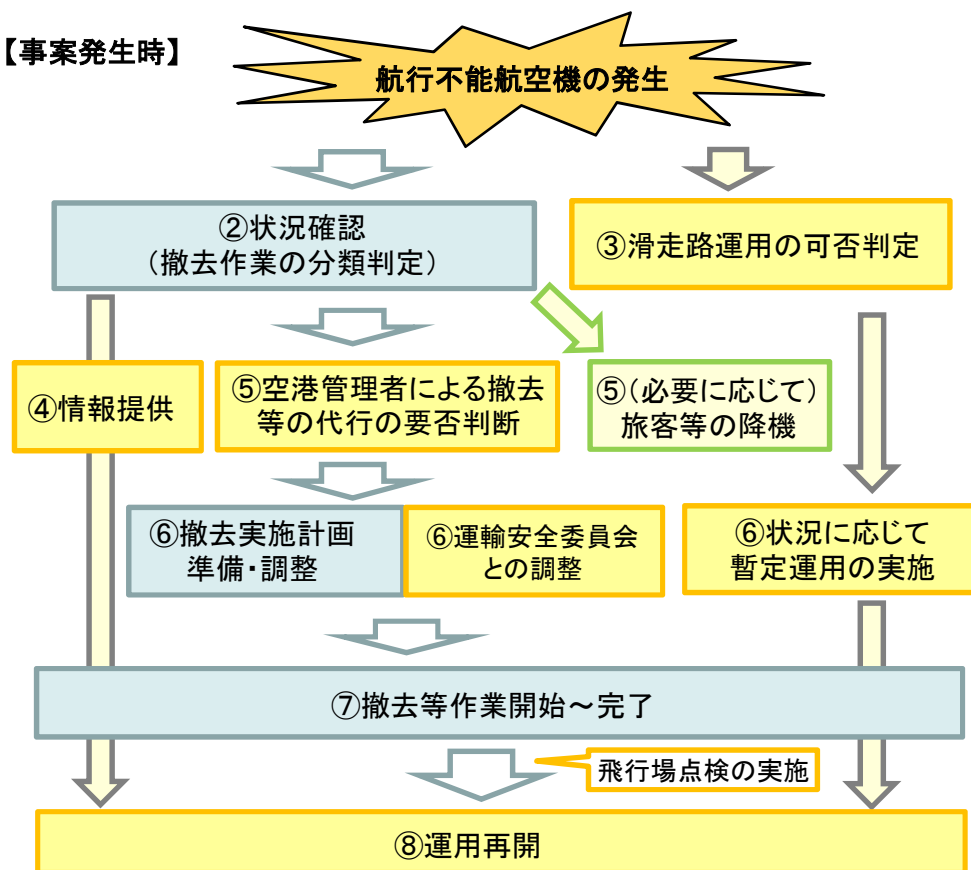 【事案発生時】
航行不能航空機の発生
②状況確認
（撤去作業の分類判定）
③滑走路運用の可否判定
④情報提供
⑤空港管理者による撤去
等の代行の要否判断
⑤（必要に応じて）
旅客等の降機
⑥撤去実施計画
準備・調整
⑥運輸安全委員会
との調整
⑥状況に応じて
暫定運用の実施
⑦撤去等作業開始～完了
飛行場点検の実施
⑧運用再開